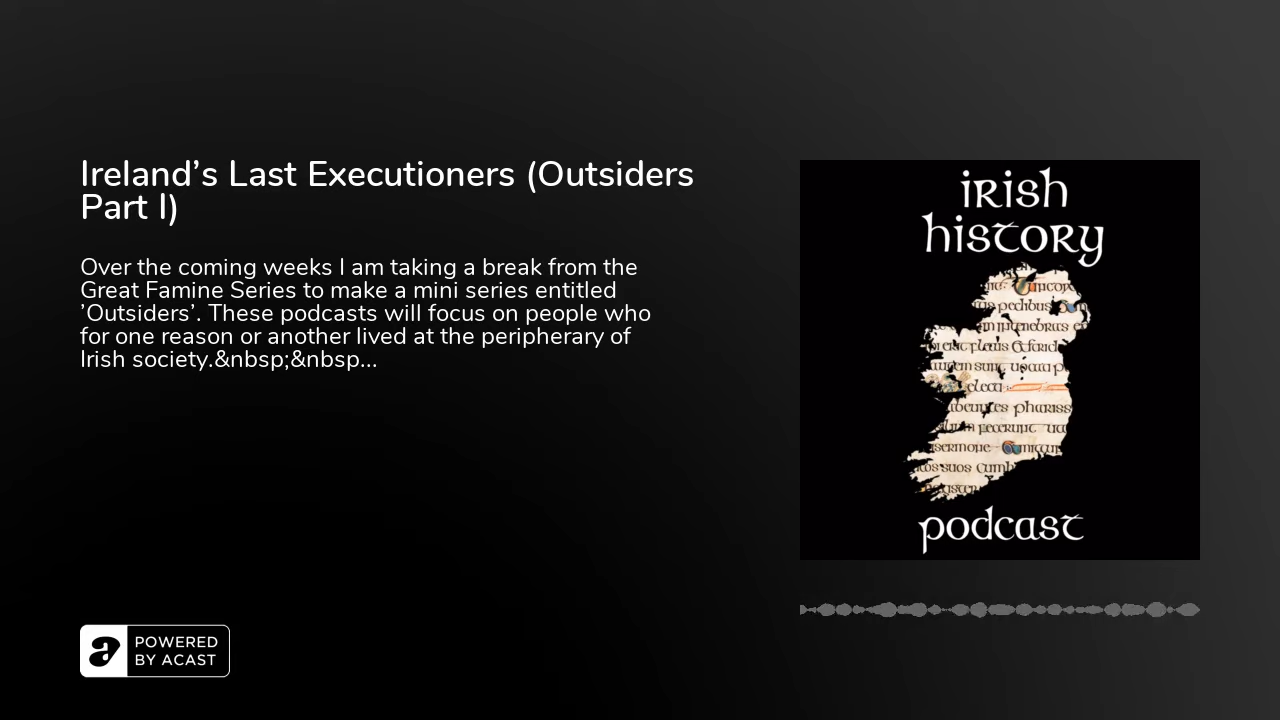 Ireland’s Last Executioners (Outsiders
Part I)
Over the coming weeks I am taking a break from the
Great Famine Series to make a mini series entitled
’Outsiders’. These podcasts will focus on people who
for one reason or another lived at the peripherary of
Irish society.&nbsp;&nbsp...
irish
history
podcast
POWERED
BY ACAST